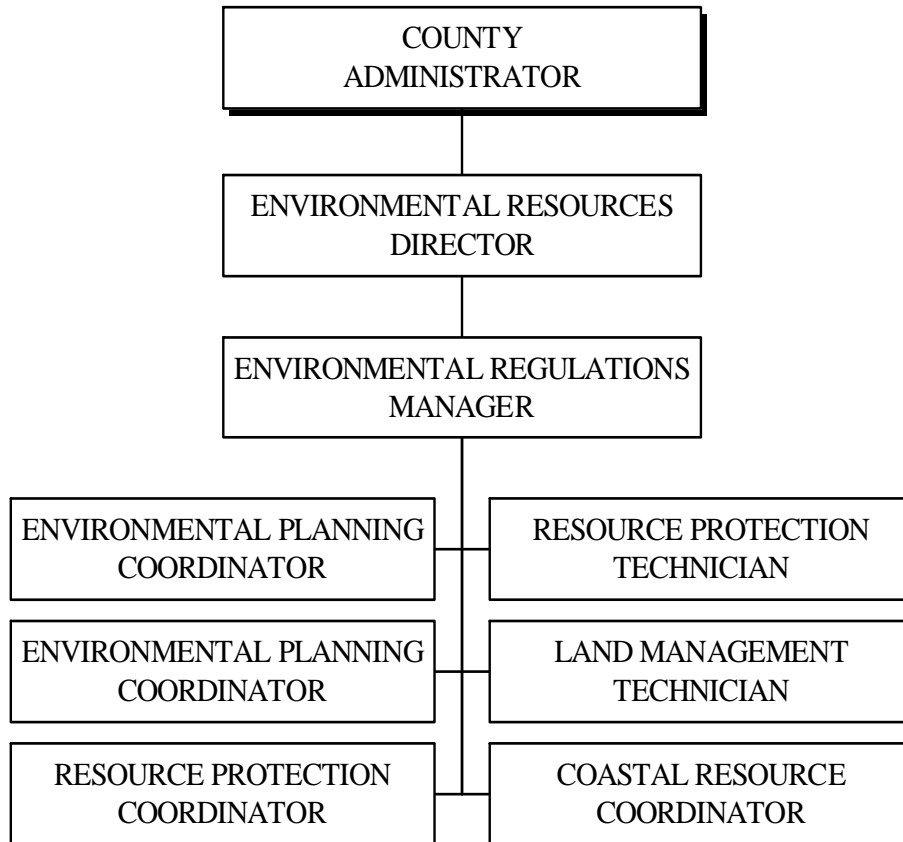 COUNTY
ADMINISTRATOR
ENVIRONMENTAL RESOURCES
DIRECTOR
ENVIRONMENTAL REGULATIONS
MANAGER
ENVIRONMENTAL PLANNING
COORDINATOR
RESOURCE PROTECTION
TECHNICIAN
ENVIRONMENTAL PLANNING
COORDINATOR
LAND MANAGEMENT
TECHNICIAN
RESOURCE PROTECTION
COORDINATOR
COASTAL RESOURCE
COORDINATOR